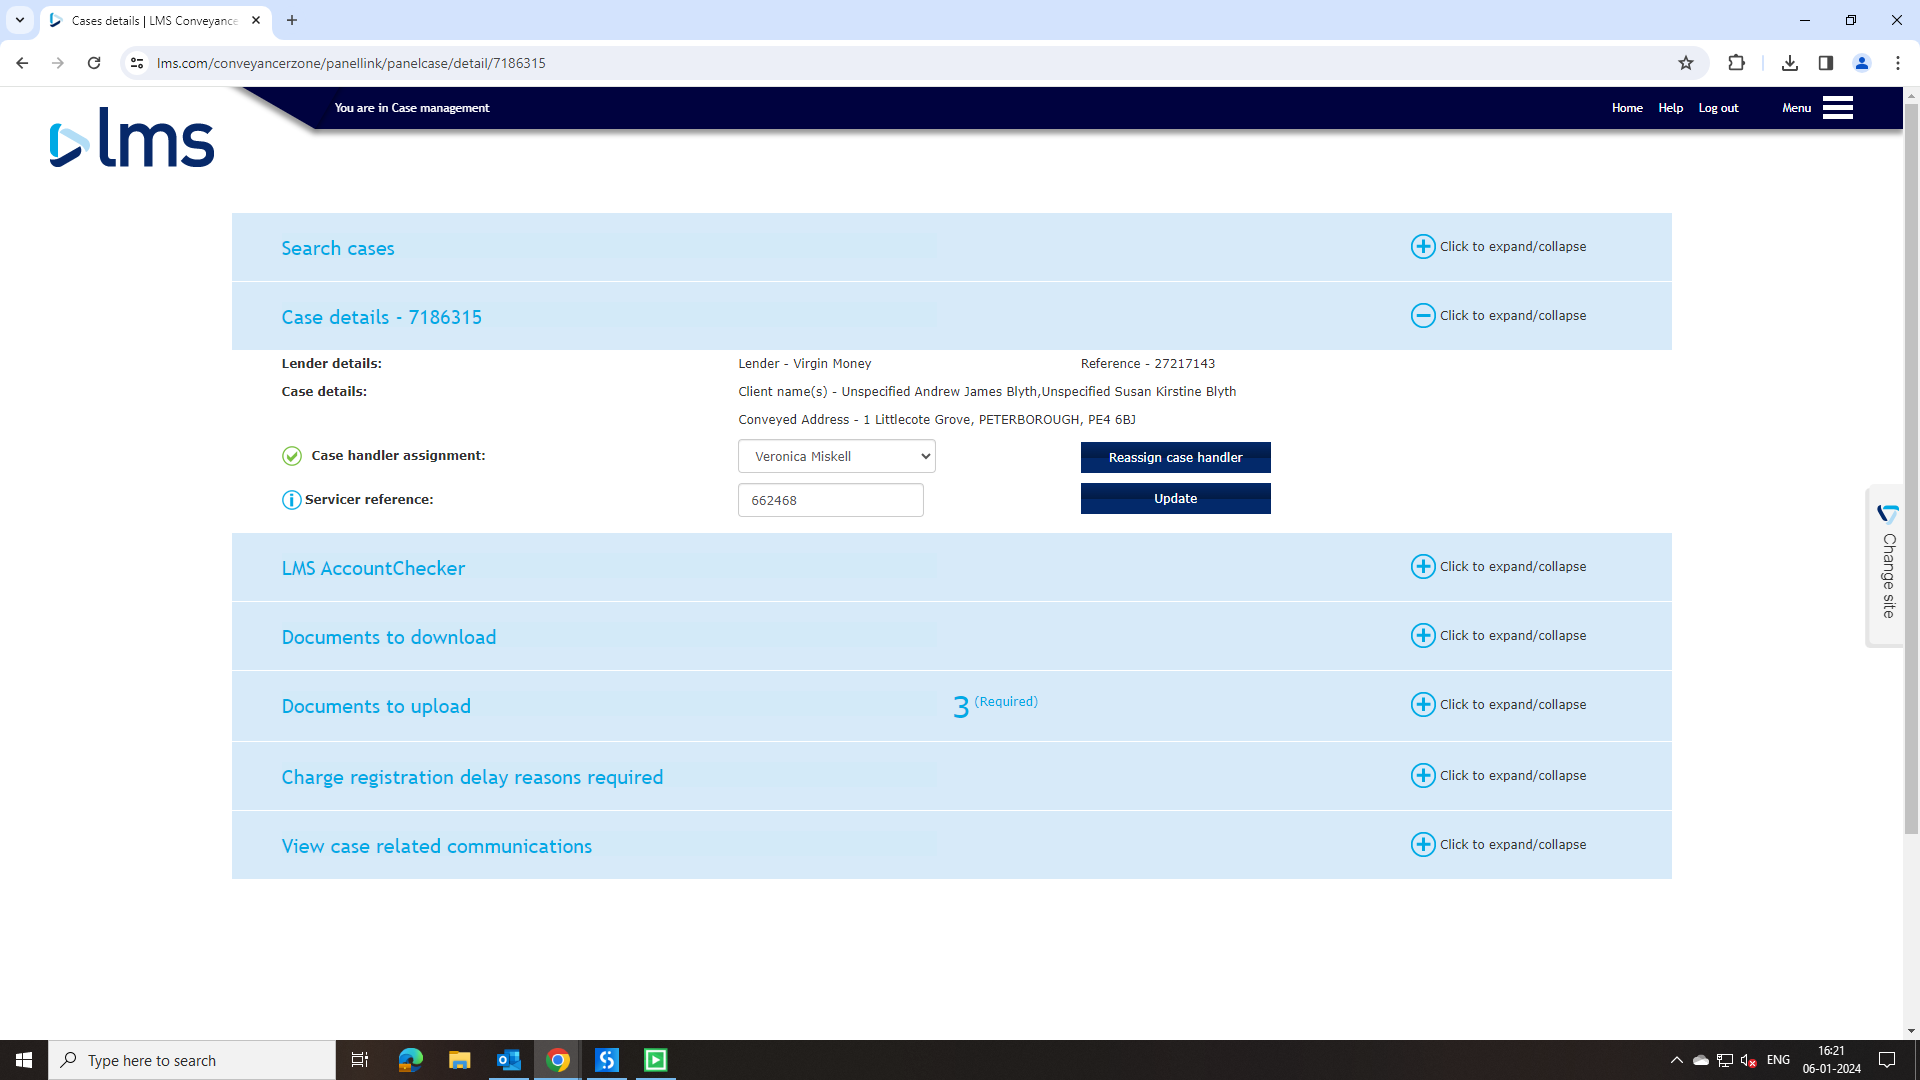 Cases details | LMS Conveyance
lms.com/conveyancerzone/panellink/panelcase/detail/7186315
You are in Case management
Home Help Log out Menu
lms
Search cases
Click to expand/collapse
Case details - 7186315
Click to expand/collapse
Lender details: Lender - Virgin Money Reference - 27217143
Case details: Client name(s) - Unspecified Andrew James Blyth,Unspecified Susan Kirstine Blyth
Conveyed Address - 1 Littlecote Grove, PETERBOROUGH, PE4 6BJ
Case handler assignment: Veronica Miskell Reassign case handler
Servicer reference: 662468 Update
Change site
LMS AccountChecker
Click to expand/collapse
Documents to download
Click to expand/collapse
Documents to upload 3 (Required)
Click to expand/collapse
Charge registration delay reasons required
Click to expand/collapse
View case related communications
Click to expand/collapse
Type here to search
ENG
16:21
06-01-2024